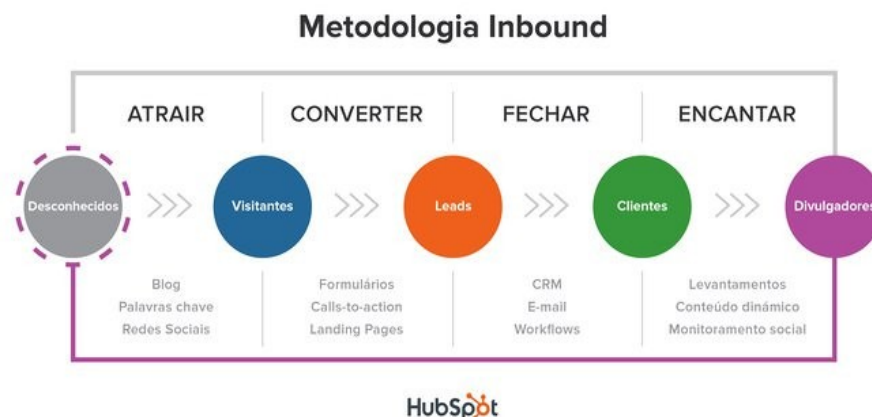 Metodologia Inbound
ATRAIR
CONVERTER
FECHAR
ENCANTAR
Desconhecidos
Visitantes
Leads
Clientes
Divulgadores
Blog
Palavras chave
Redes Sociais
Formulários
Calls-to-action
Landing Pages
CRM
E-mail
Workflows
Levantamentos
Conteúdo dinámico
Monitoramento social
HubSpot